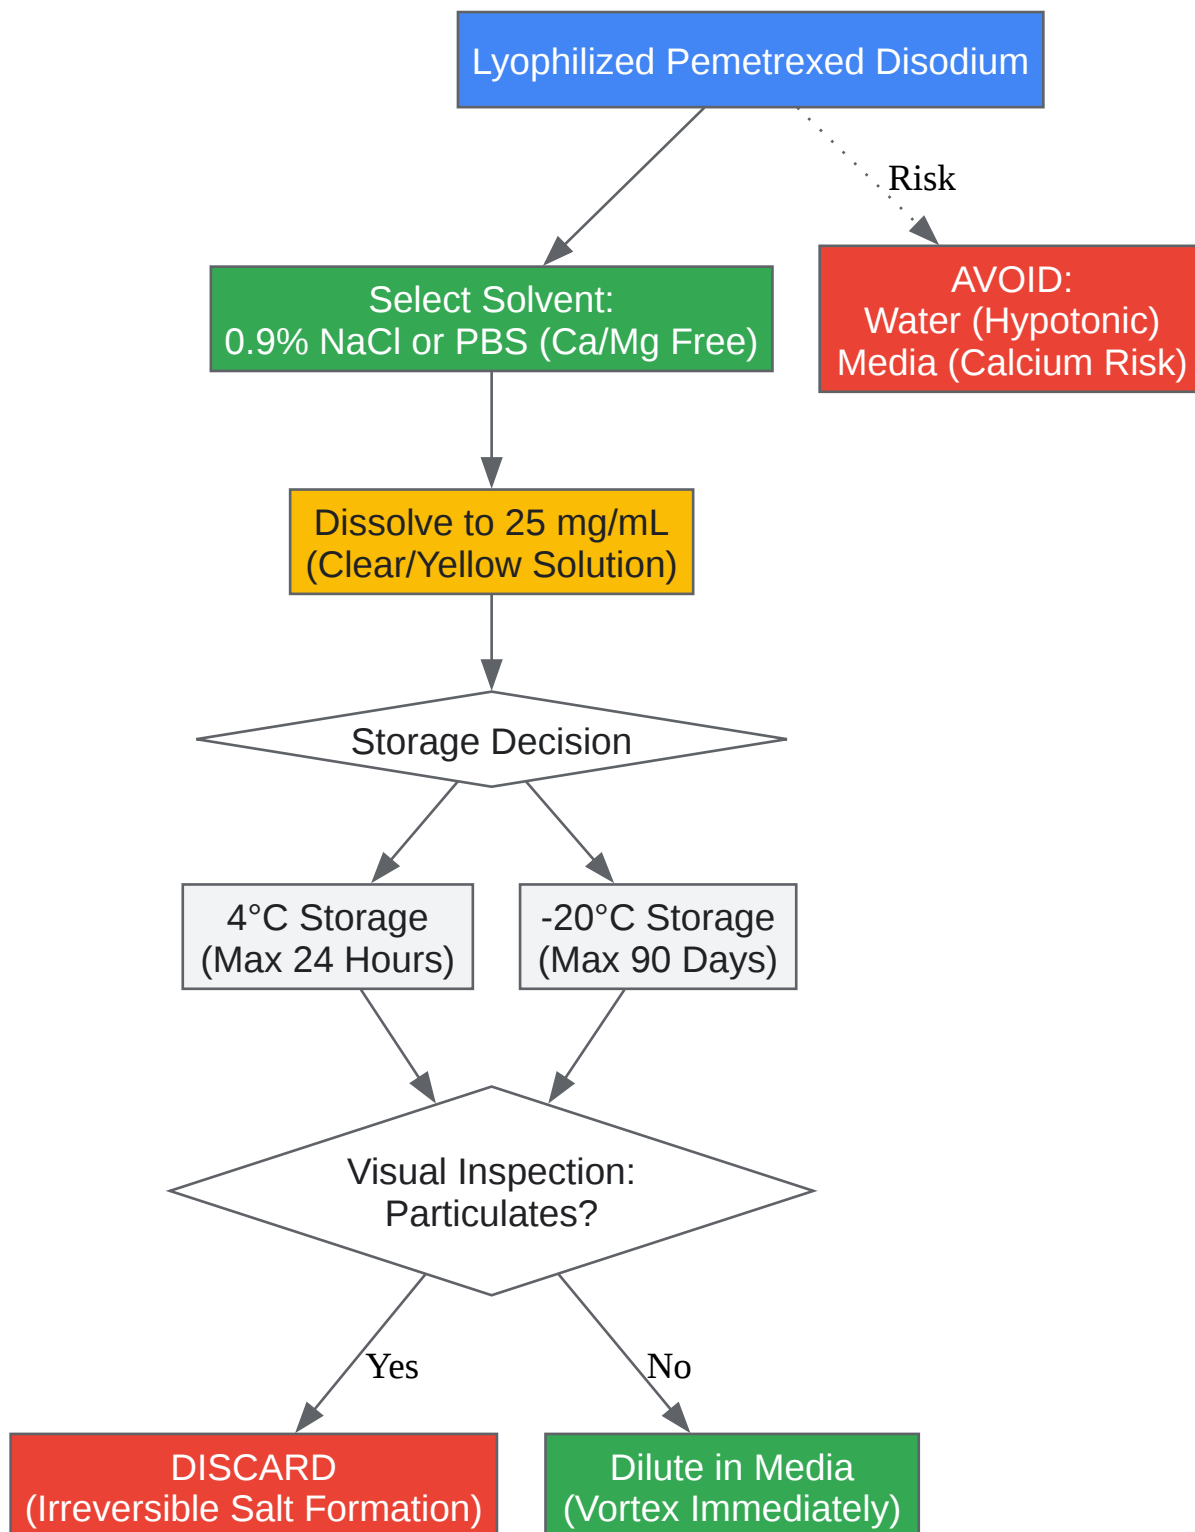 Lyophilized Pemetrexed Disodium
Risk
Select Solvent:
0.9% NaCl or PBS (Ca/Mg Free)
AVOID:
Water (Hypotonic)
Media (Calcium Risk)
Dissolve to 25 mg/mL
(Clear/Yellow Solution)
Storage Decision
4°C Storage
(Max 24 Hours)
-20°C Storage
(Max 90 Days)
Visual Inspection:
Particulates?
Yes
No
DISCARD
(Irreversible Salt Formation)
Dilute in Media
(Vortex Immediately)